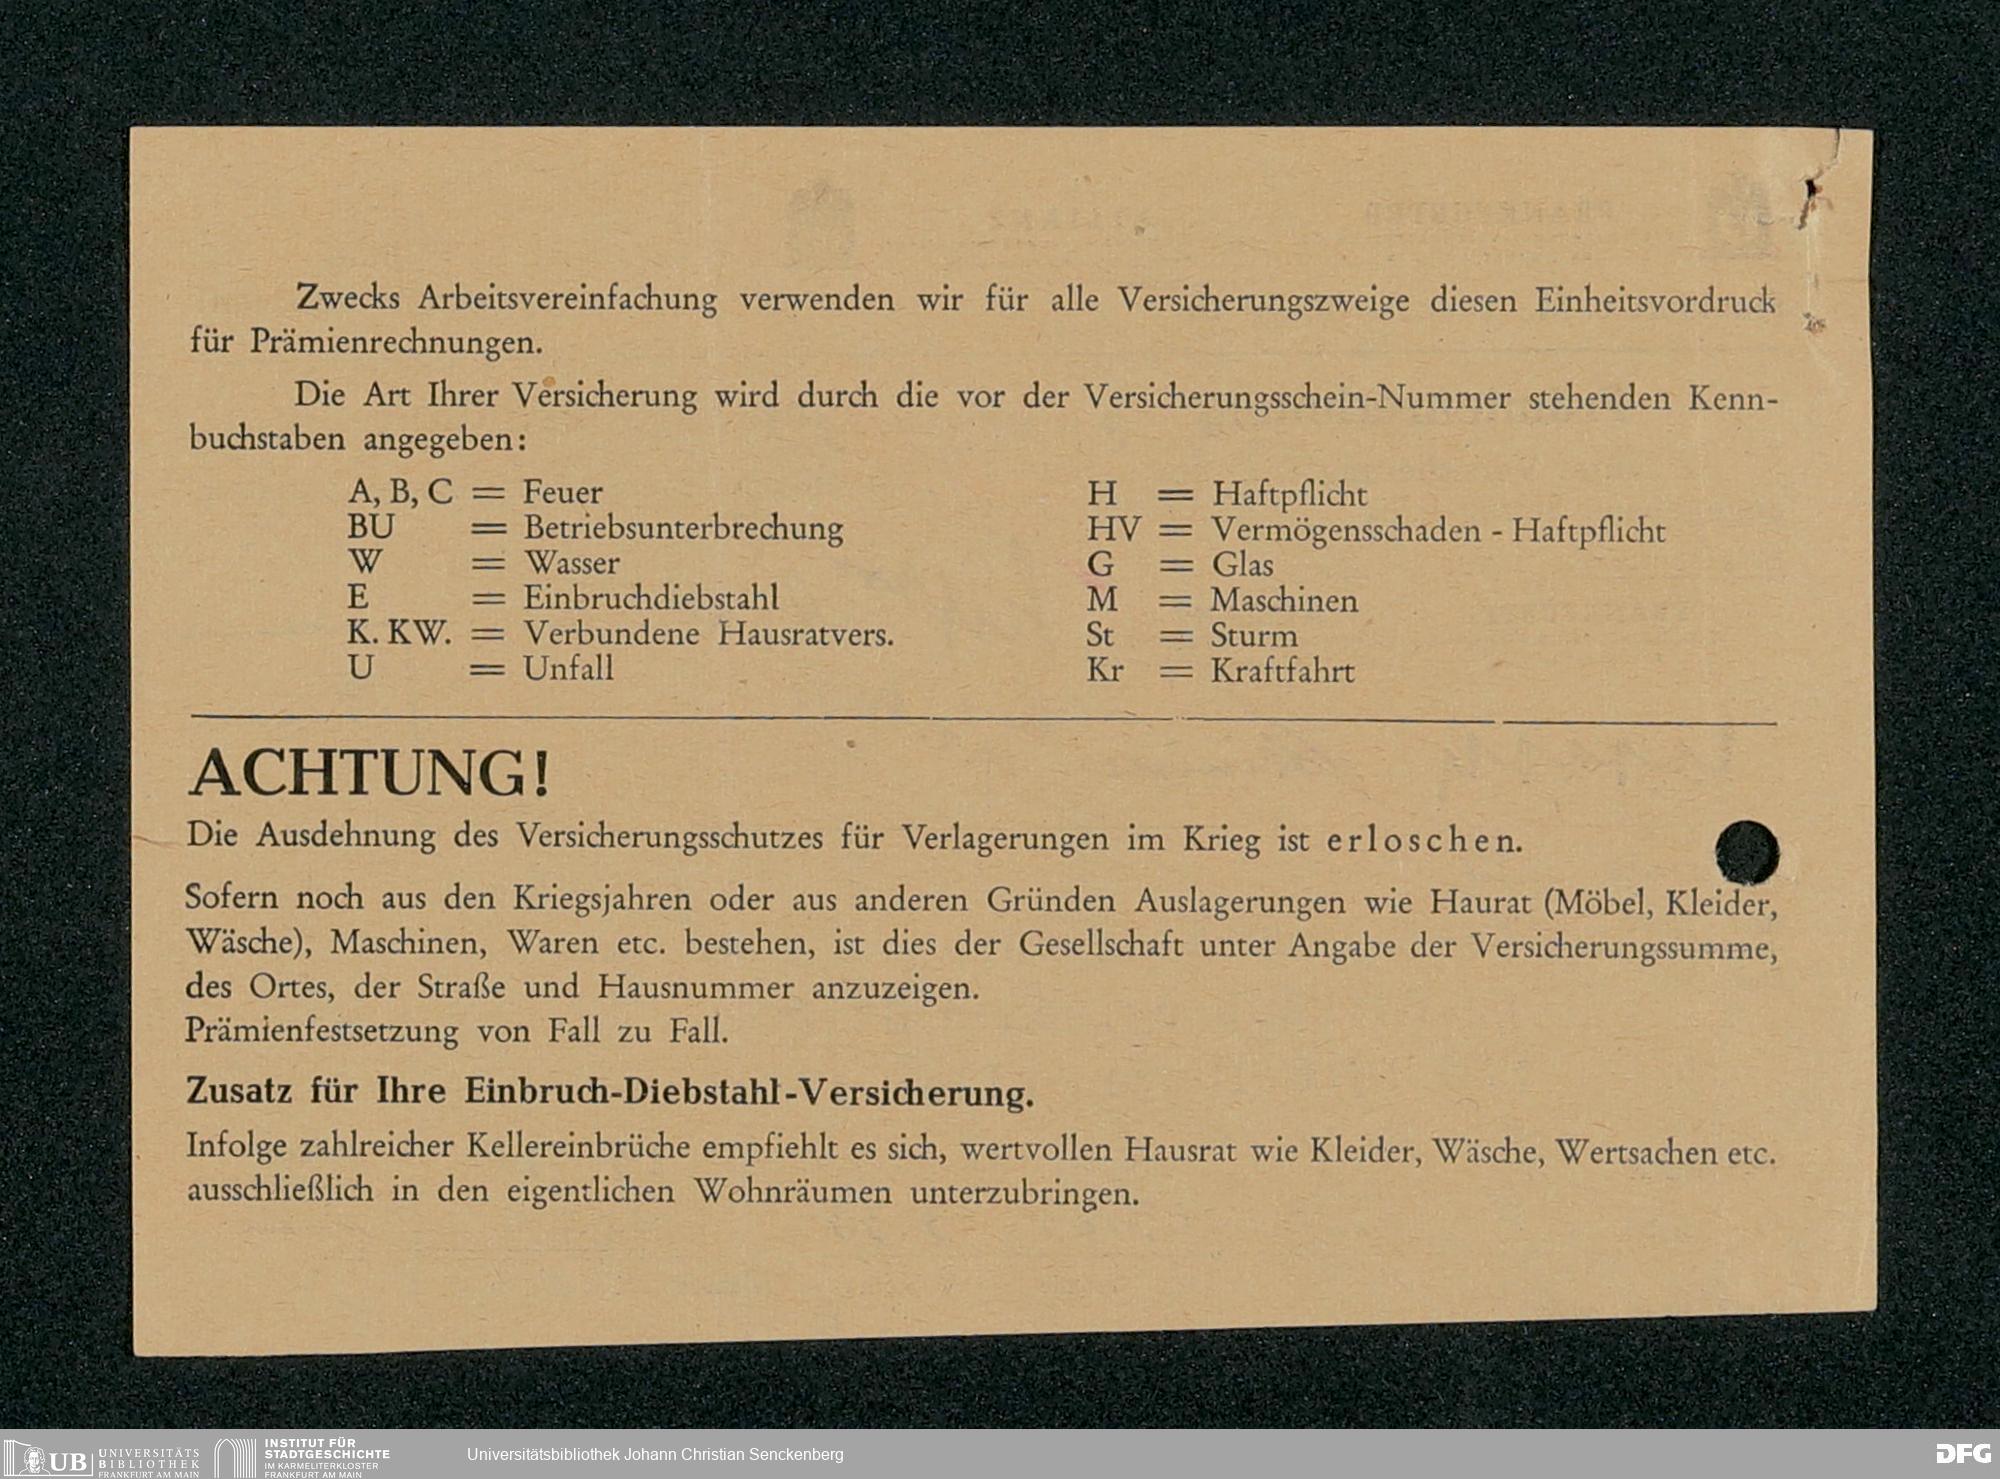 Zwecks Arbeitsvereinfachung verwenden wir für alle Versicherungszweige diesen Einheitsvordruck
für Prämienrechnungen.
Die Art Ihrer Versicherung wird durch die vor der Versicherungsschein-Nummer stehenden Kenn-
buchstaben angegeben:
A, B, C = Feuer
BU = Betriebsunterbrechung
W = Wasser
E = Einbruchdiebstahl
K. KW. = Verbundene Hausratvers.
U = Unfall
H = Haftpflicht
HV = Vermögensschaden - Haftpflicht
G = Glas
M = Maschinen
St = Sturm
Kr = Kraftfahrt
ACHTUNG!
Die Ausdehnung des Versicherungsschutzes für Verlagerungen im Krieg ist erloschen.
Sofern noch aus den Kriegsjahren oder aus anderen Gründen Auslagerungen wie Haurat (Möbel, Kleider,
Wäsche), Maschinen, Waren etc. bestehen, ist dies der Gesellschaft unter Angabe der Versicherungssumme,
des Ortes, der Straße und Hausnummer anzuzeigen.
Prämienfestsetzung von Fall zu Fall.
Zusatz für Ihre Einbruch-Diebstahl-Versicherung.
Infolge zahlreicher Kellereinbrüche empfiehlt es sich, wertvollen Hausrat wie Kleider, Wäsche, Wertsachen etc.
ausschließlich in den eigentlichen Wohnräumen unterzubringen.
UB UNIVERSITÄTS
BIBLIOTHEK
FRANKFURT AM MAIN
INSTITUT FÜR
STADTGESCHICHTE
IM KARMELITERKLOSTER
FRANKFURT AM MAIN
Universitätsbibliothek Johann Christian Senckenberg
DFG